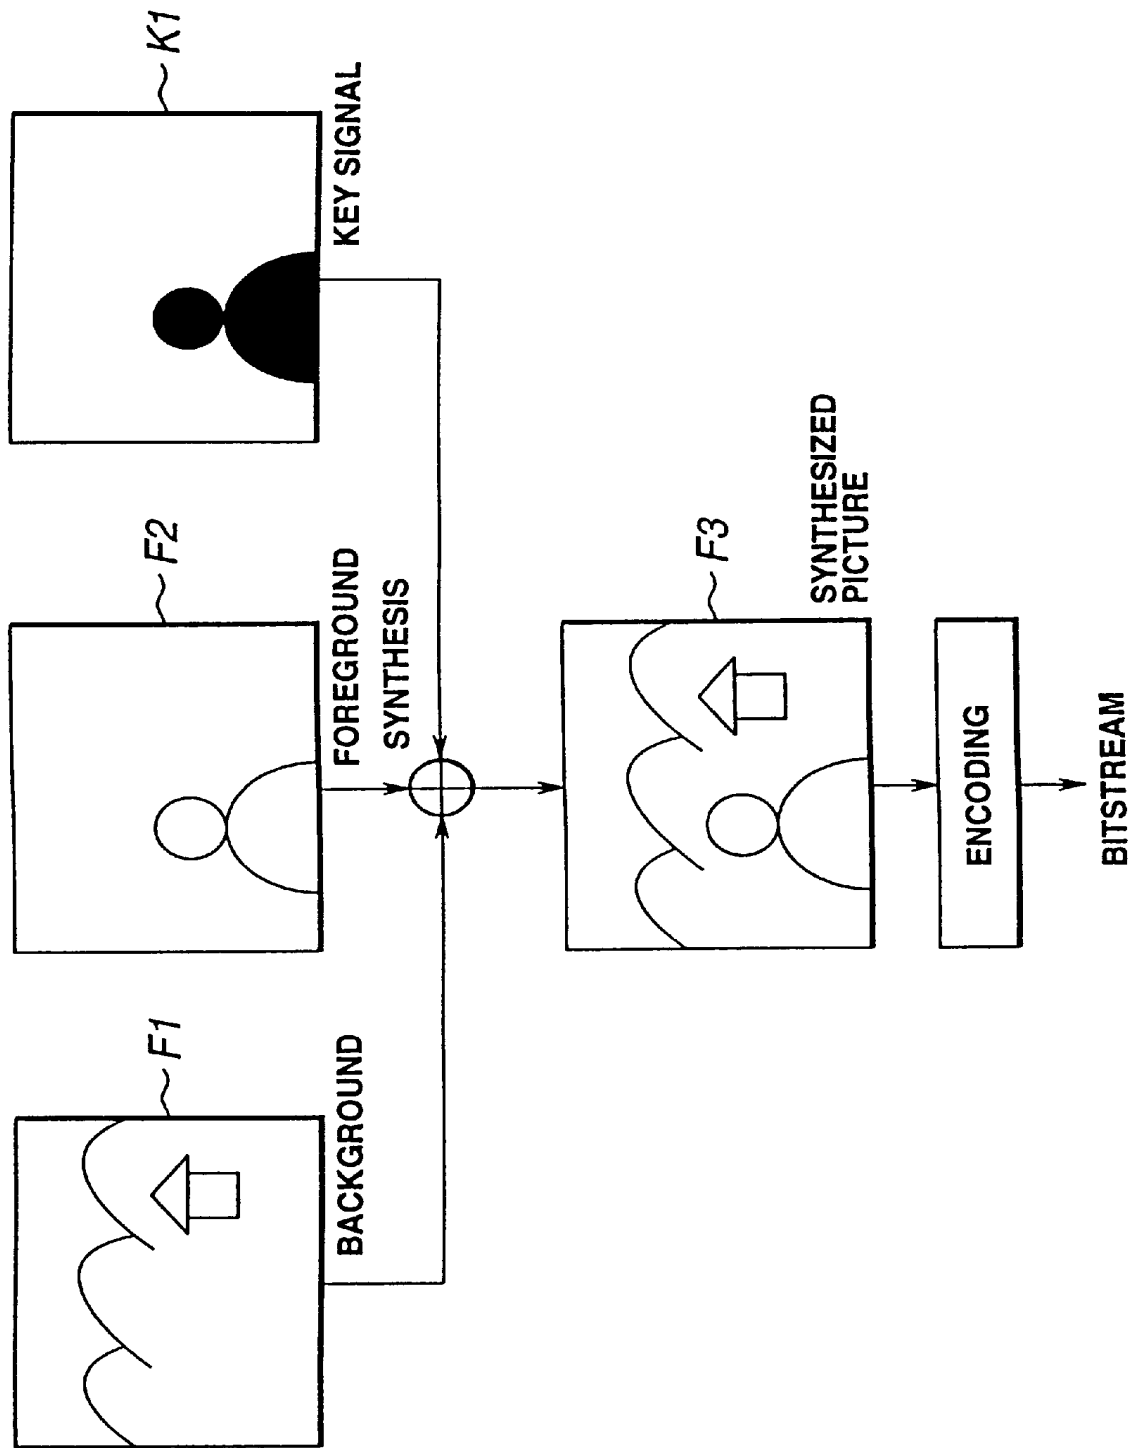 F1
F2
K1
BACKGROUND
FOREGROUND
KEY SIGNAL
SYNTHESIS
F3
SYNTHESIZED
PICTURE
ENCODING
BITSTREAM